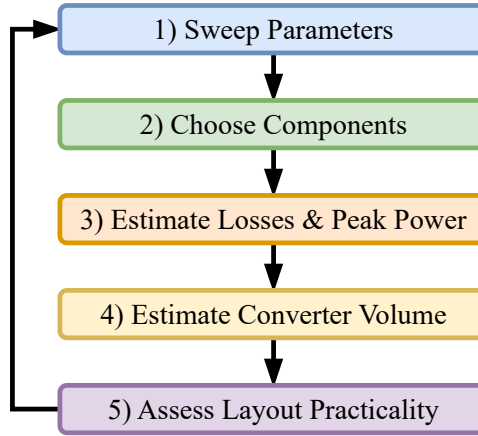 1) Sweep Parameters
2) Choose Components
3) Estimate Losses & Peak Power
4) Estimate Converter Volume
5) Assess Layout Practicality